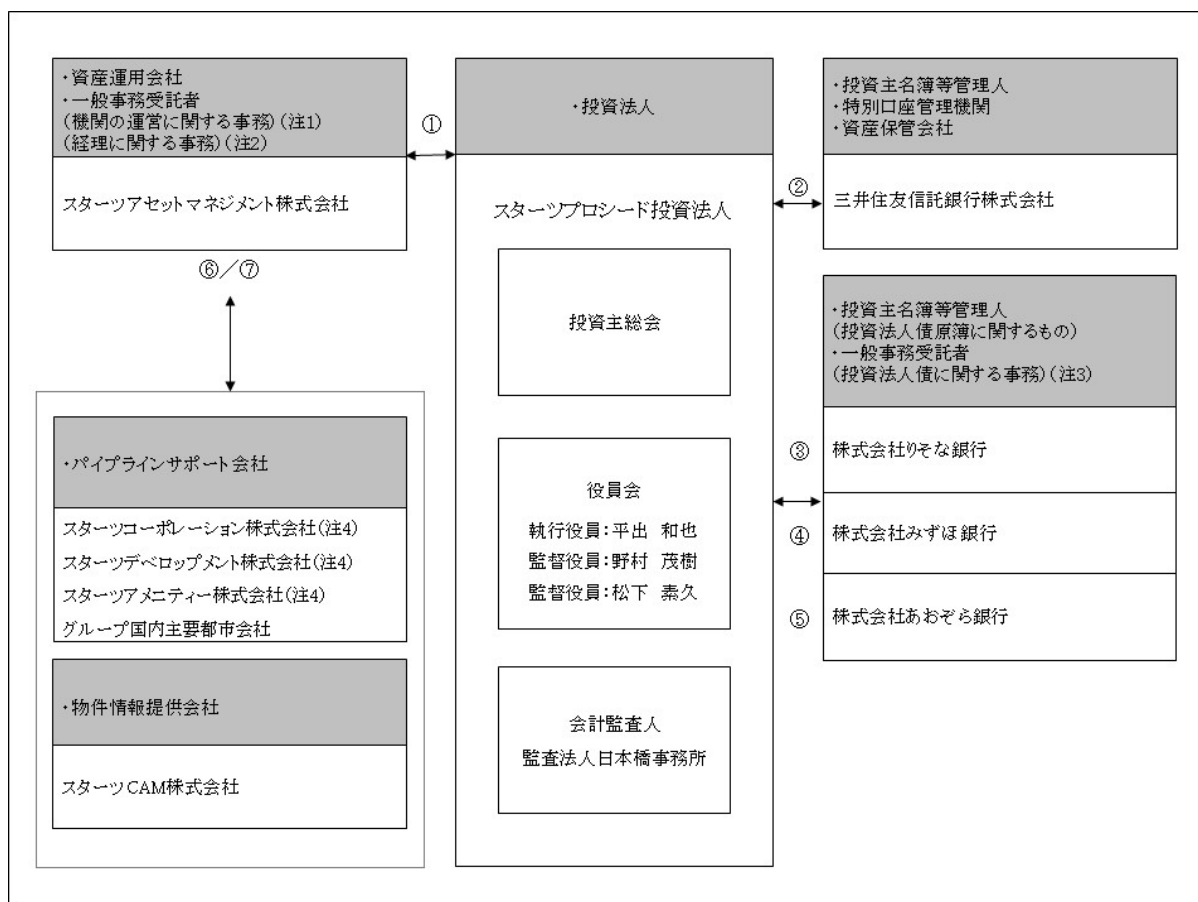 ・資産運用会社
・一般事務受託者
(機関の運営に関する事務)(注1)
(経理に関する事務)(注2)
スターツアセットマネジメント株式会社
①
⑥／⑦
・パイプラインサポート会社
スターツコーポレーション株式会社(注4)
スターツデベロップメント株式会社(注4)
スターツアメニティー株式会社(注4)
グループ国内主要都市会社
・物件情報提供会社
スターツCAM株式会社
・投資法人
スターツプロシード投資法人
投資主総会
役員会
執行役員:平出 和也
監督役員:野村 茂樹
監督役員:松下 素久
会計監査人
監査法人日本橋事務所
・投資主名簿等管理人
・特別口座管理機関
・資産保管会社
②
三井住友信託銀行株式会社
・投資主名簿等管理人
(投資法人債原簿に関するもの)
・一般事務受託者
(投資法人債に関する事務)(注3)
③
株式会社りそな銀行
④
株式会社みずほ銀行
⑤
株式会社あおぞら銀行